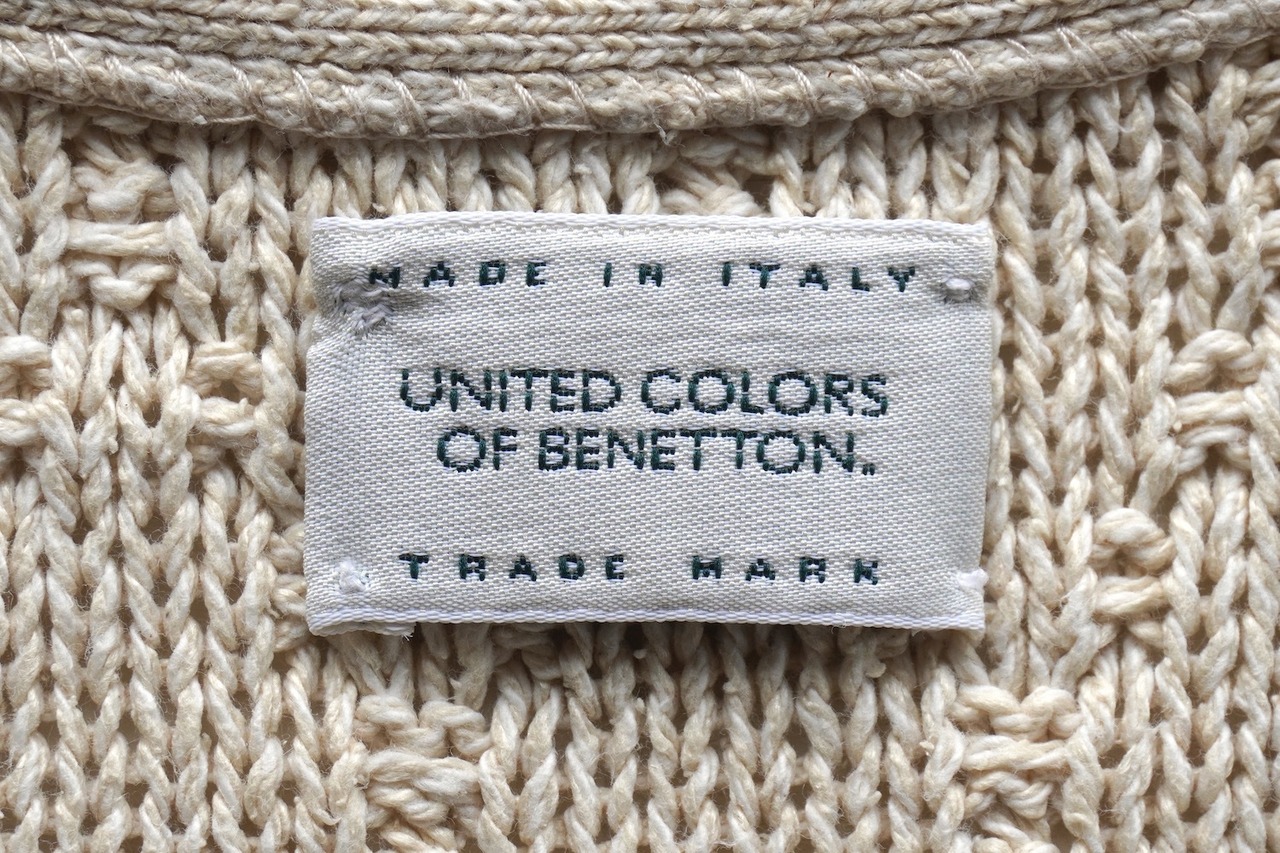 MADE IN ITALY
UNITED COLORS
OF BENETTON.
TRADE MARK